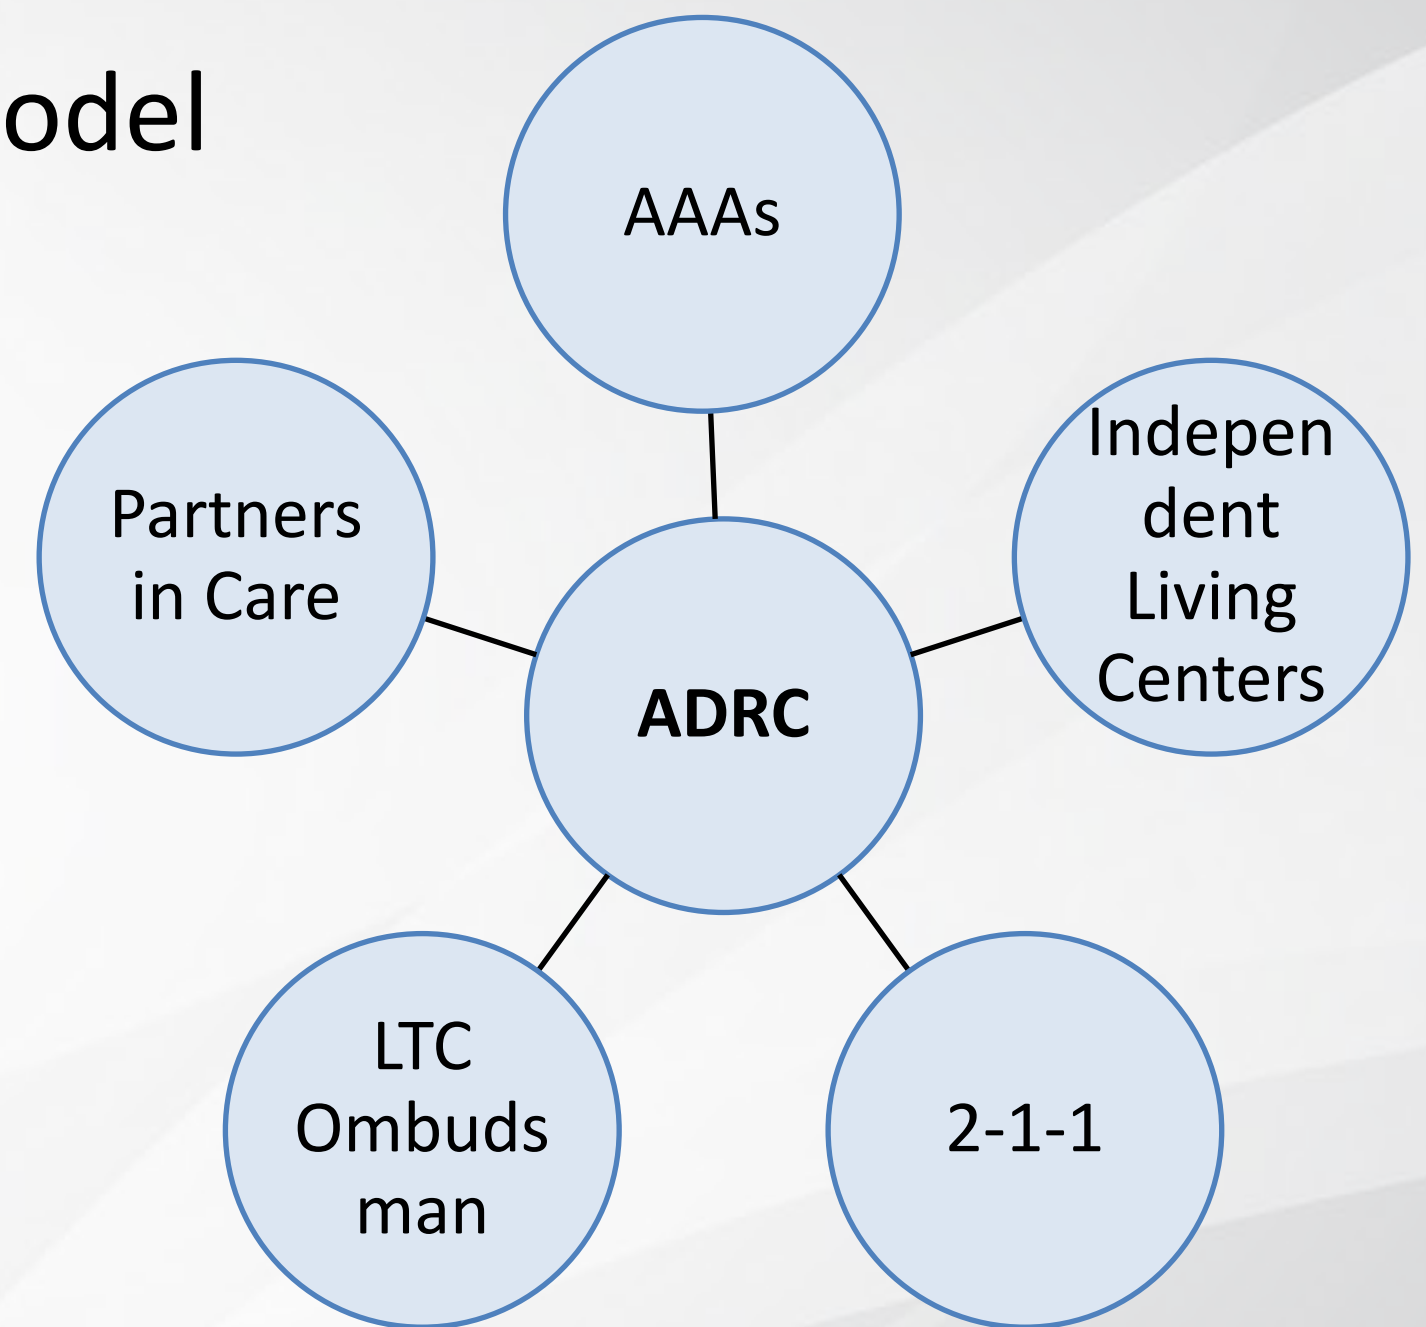 odel
AAAs
Partners
in Care
Indepen
dent
Living
Centers
ADRC
LTC
Ombuds
man
2-1-1